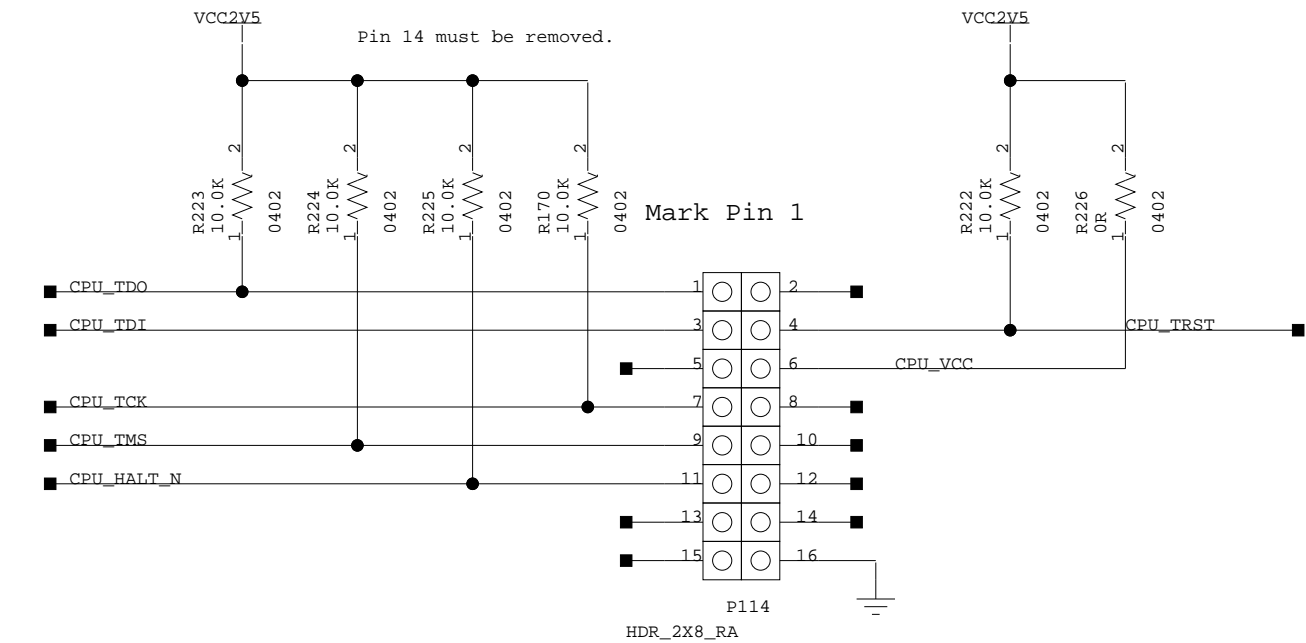 VCC2V5
Pin 14 must be removed.
VCC2V5
2
2
2
2
2
2
R223
10.0K
0402
R224
10.0K
0402
R225
10.0K
0402
R170
10.0K
0402
R222
10.0K
0402
R226
0R
0402
1
1
1
1
1
1
Mark Pin 1
CPU_TDO
1
2
CPU_TDI
3
4
CPU_TRST
5
6
CPU_VCC
CPU_TCK
7
8
CPU_TMS
9
10
CPU_HALT_N
11
12
13
14
15
16
P114
HDR_2X8_RA